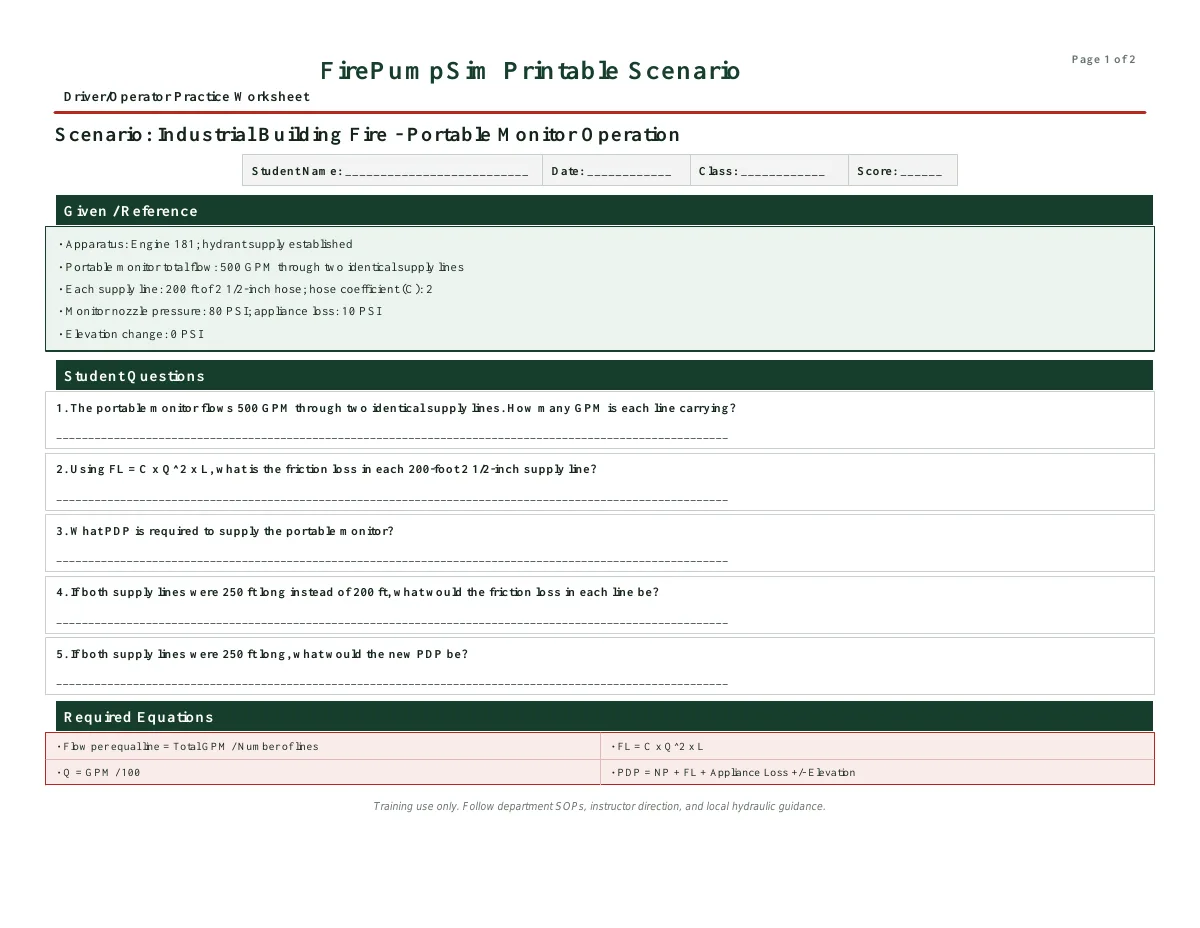 FirePumpSim Printable Scenario
Page 1 of 2
Driver/Operator Practice Worksheet
Scenario: Industrial Building Fire - Portable Monitor Operation
Student Name: __________________________ Date: ____________ Class: ____________ Score: ______
Given / Reference
• Apparatus: Engine 181; hydrant supply established
• Portable monitor total flow: 500 GPM through two identical supply lines
• Each supply line: 200 ft of 2 1/2-inch hose; hose coefficient (C): 2
• Monitor nozzle pressure: 80 PSI; appliance loss: 10 PSI
• Elevation change: 0 PSI
Student Questions
1. The portable monitor flows 500 GPM through two identical supply lines. How many GPM is each line carrying?
________________________________________________________________________________________________
2. Using FL = C x Q^2 x L, what is the friction loss in each 200-foot 2 1/2-inch supply line?
________________________________________________________________________________________________
3. What PDP is required to supply the portable monitor?
________________________________________________________________________________________________
4. If both supply lines were 250 ft long instead of 200 ft, what would the friction loss in each line be?
________________________________________________________________________________________________
5. If both supply lines were 250 ft long, what would the new PDP be?
________________________________________________________________________________________________
Required Equations
• Flow per equal line = Total GPM / Number of lines • FL = C x Q^2 x L
• Q = GPM / 100 • PDP = NP + FL + Appliance Loss +/- Elevation
Training use only. Follow department SOPs, instructor direction, and local hydraulic guidance.